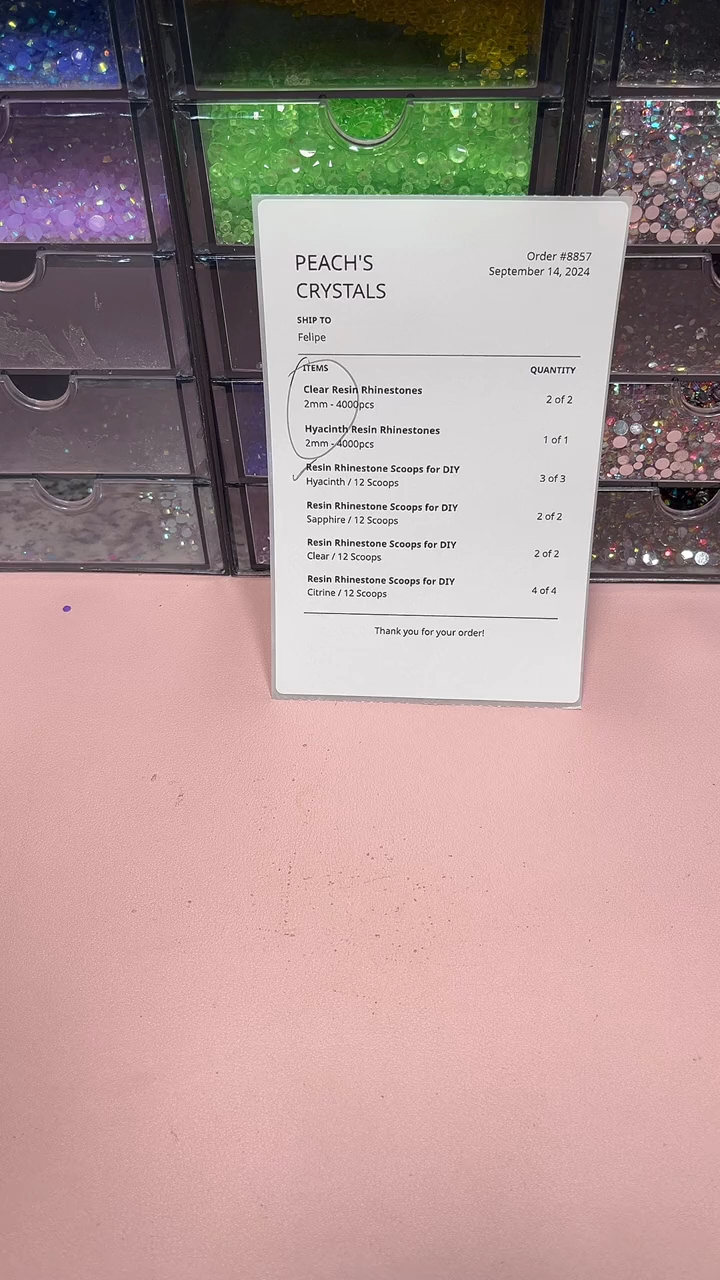 PEACH'S
CRYSTALS
Order #8857
September 14, 2024
SHIP TO
Felipe
ITEMS QUANTITY
Clear Resin Rhinestones
2mm - 4000pcs 2 of 2
Hyacinth Resin Rhinestones
2mm - 4000pcs 1 of 1
Resin Rhinestone Scoops for DIY
Hyacinth / 12 Scoops 3 of 3
Resin Rhinestone Scoops for DIY
Sapphire / 12 Scoops 2 of 2
Resin Rhinestone Scoops for DIY
Clear / 12 Scoops 2 of 2
Resin Rhinestone Scoops for DIY
Citrine / 12 Scoops 4 of 4
Thank you for your order!